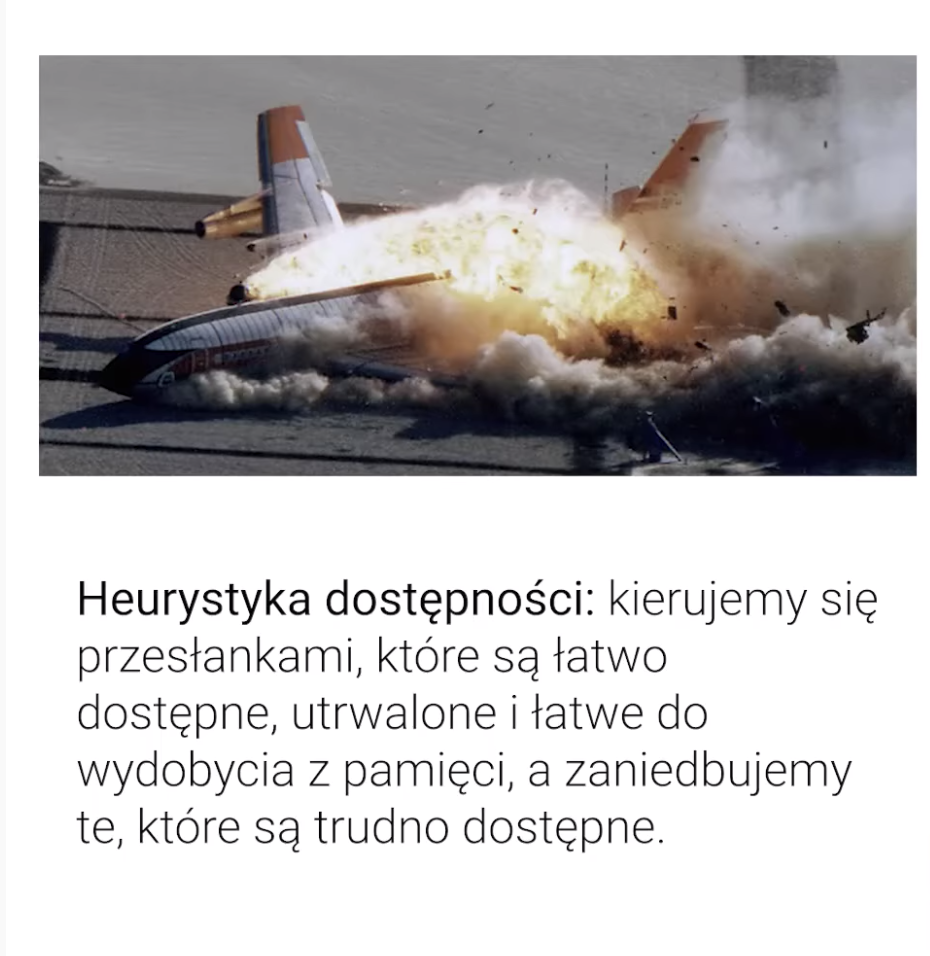 Heurystyka dostępności: kierujemy się
przesłankami, które są łatwo
dostępne, utrwalone i łatwe do
wydobycia z pamięci, a zaniedbujemy
te, które są trudno dostępne.